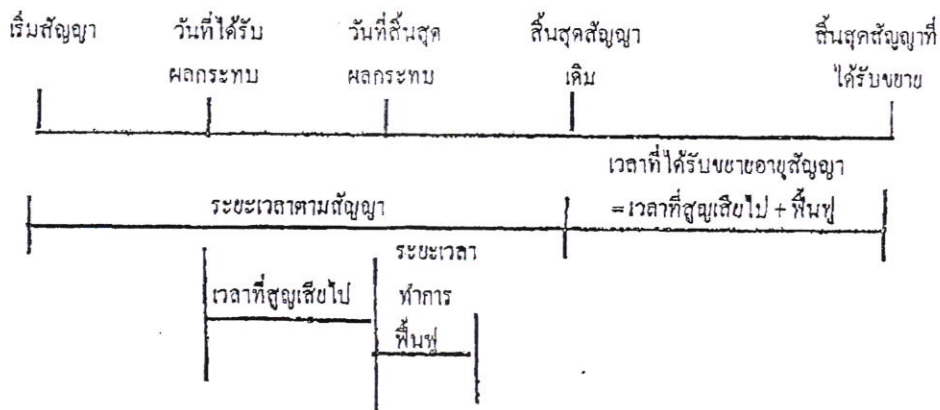 เริ่มสัญญา วันที่ได้รับ วันที่สิ้นสุด สิ้นสุดสัญญา สิ้นสุดสัญญาที่
ผลกระทบ ผลกระทบ เดิม ได้รับขยาย
เวลาที่ได้รับขยายอายุสัญญา
ระยะเวลาตามสัญญา =เวลาที่สูญเสียไป + ฟื้นฟู
ระยะเวลา
เวลาที่สูญเสียไป ทำการ
ฟื้นฟู